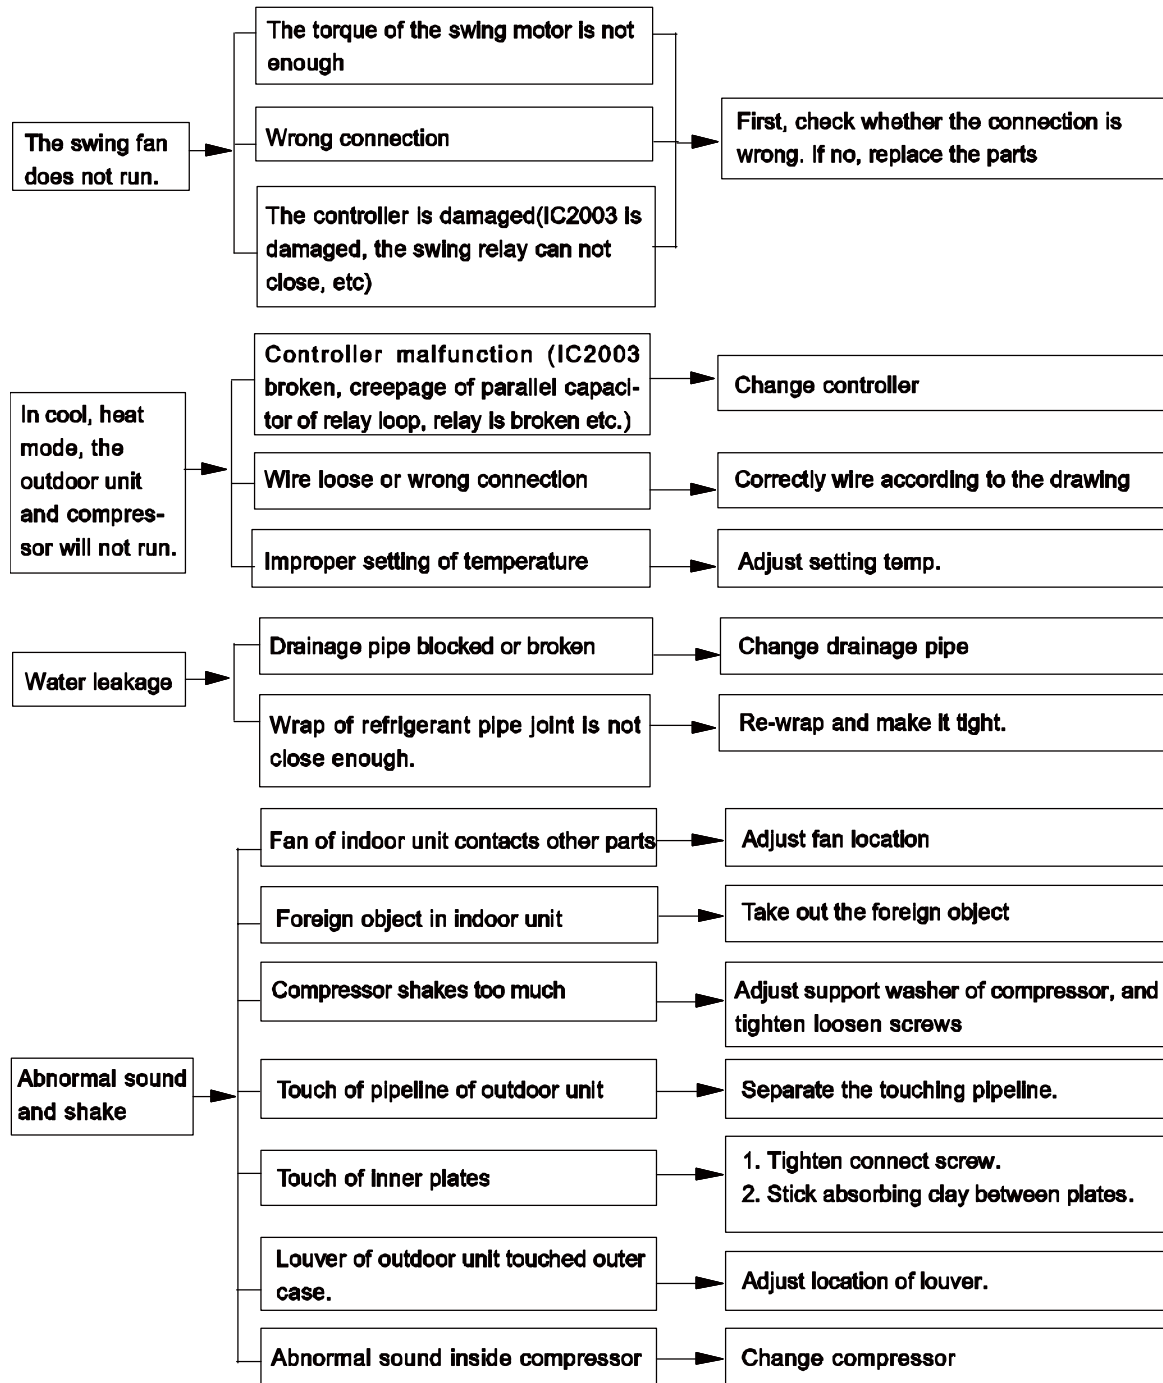 The torque of the swing motor is not
enough
The swing fan
does not run.
Wrong connection
First, check whether the connection is
wrong. If no, replace the parts
The controller is damaged(IC2003 is
damaged, the swing relay can not
close, etc)
In cool, heat
mode, the
outdoor unit
and compres-
sor will not run.
Controller malfunction (IC2003
broken, creepage of parallel capaci-
tor of relay loop, relay is broken etc.)
Change controller
Wire loose or wrong connection
Correctly wire according to the drawing
Improper setting of temperature
Adjust setting temp.
Water leakage
Drainage pipe blocked or broken
Change drainage pipe
Wrap of refrigerant pipe joint is not
close enough.
Re-wrap and make it tight.
Abnormal sound
and shake
Fan of indoor unit contacts other parts
Adjust fan location
Foreign object in indoor unit
Take out the foreign object
Compressor shakes too much
Adjust support washer of compressor, and
tighten loosen screws
Touch of pipeline of outdoor unit
Separate the touching pipeline.
Touch of inner plates
1. Tighten connect screw.
2. Stick absorbing clay between plates.
Louver of outdoor unit touched outer
case.
Adjust location of louver.
Abnormal sound inside compressor
Change compressor